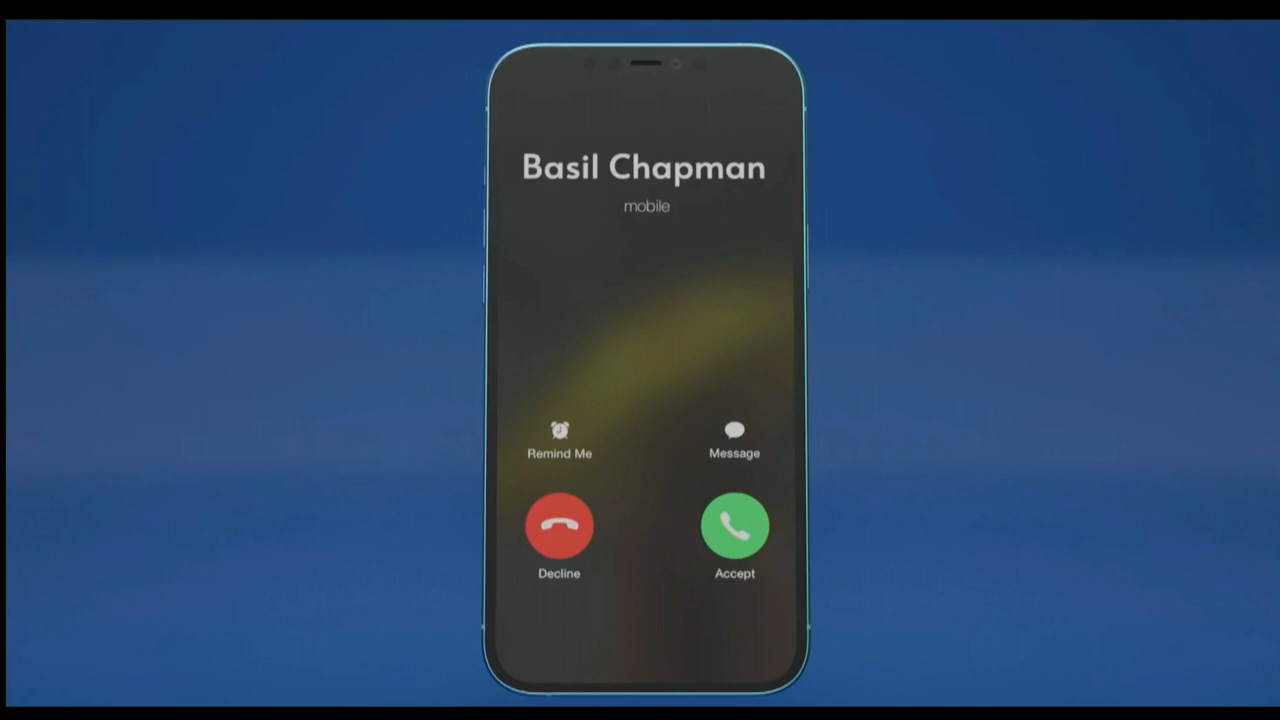 Basil Chapman
mobile
Remind Me
Message
Decline
Accept